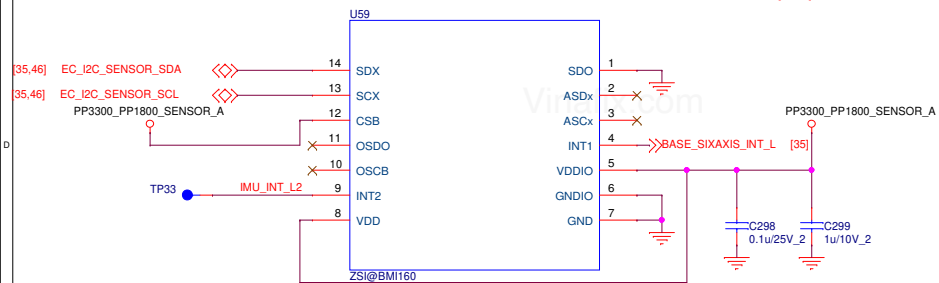 U59
[35,46] EC_I2C_SENSOR_SDA 14 SDX SDO 1
[35,46] EC_I2C_SENSOR_SCL 13 SCX ASDx 2
PP3300_PP1800_SENSOR_A 12 CSB ASCx 3 PP3300_PP1800_SENSOR_A
D 11 OSDO INT1 4 BASE_SIXAXIS_INT_L [35]
10 OSCB VDDIO 5
TP33 IMU_INT_L2 9 INT2 GNDIO 6
8 VDD GND 7
C298
0.1u/25V_2
C299
1u/10V_2
ZSI@BMI160